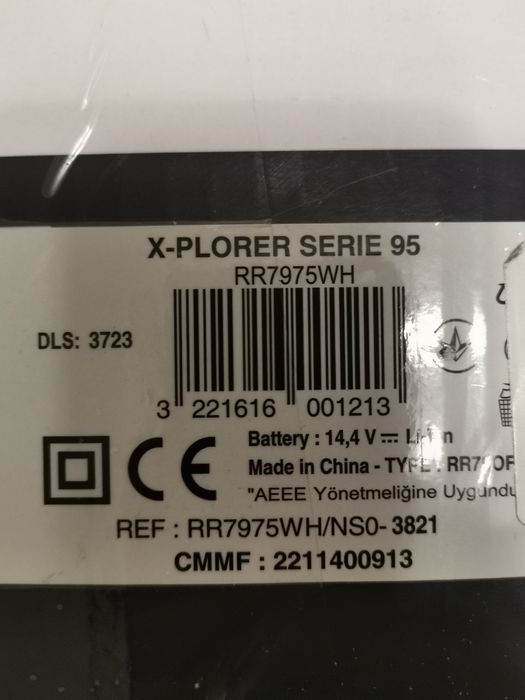 X-PLORER SERIE 95
RR7975WH
DLS: 3723
3 221616 001213
CE
Battery : 14,4 V
Made in China -
"AEEE Yönetmeliğine
REF : RR7975WH/NS0-3821
CMMF : 2211400913